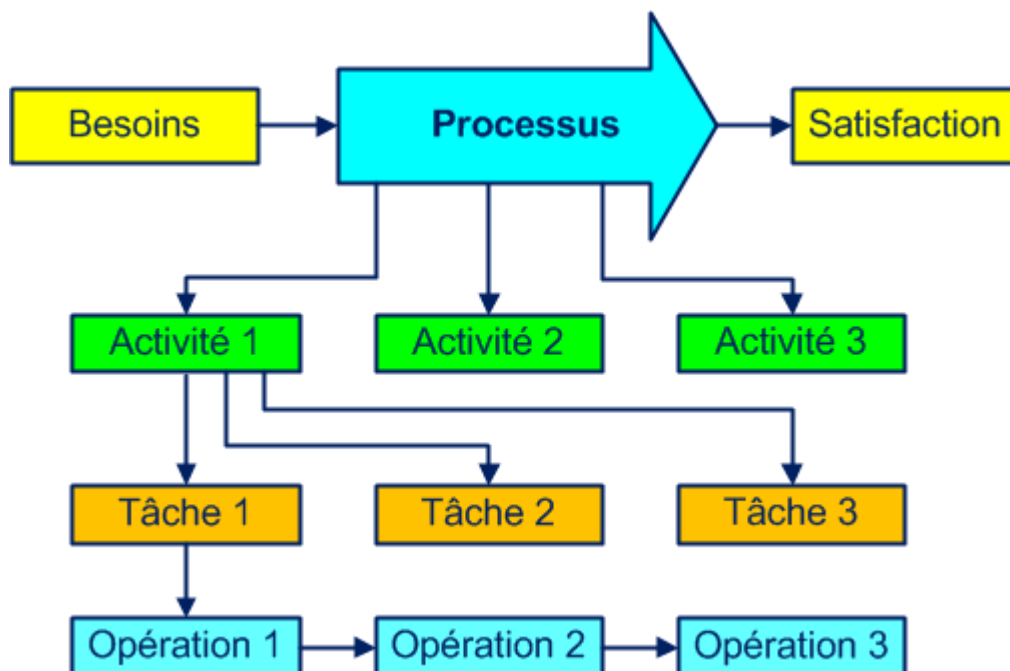 Besoins
Processus
Satisfaction
Activité 1
Activité 2
Activité 3
Tâche 1
Tâche 2
Tâche 3
Opération 1
Opération 2
Opération 3